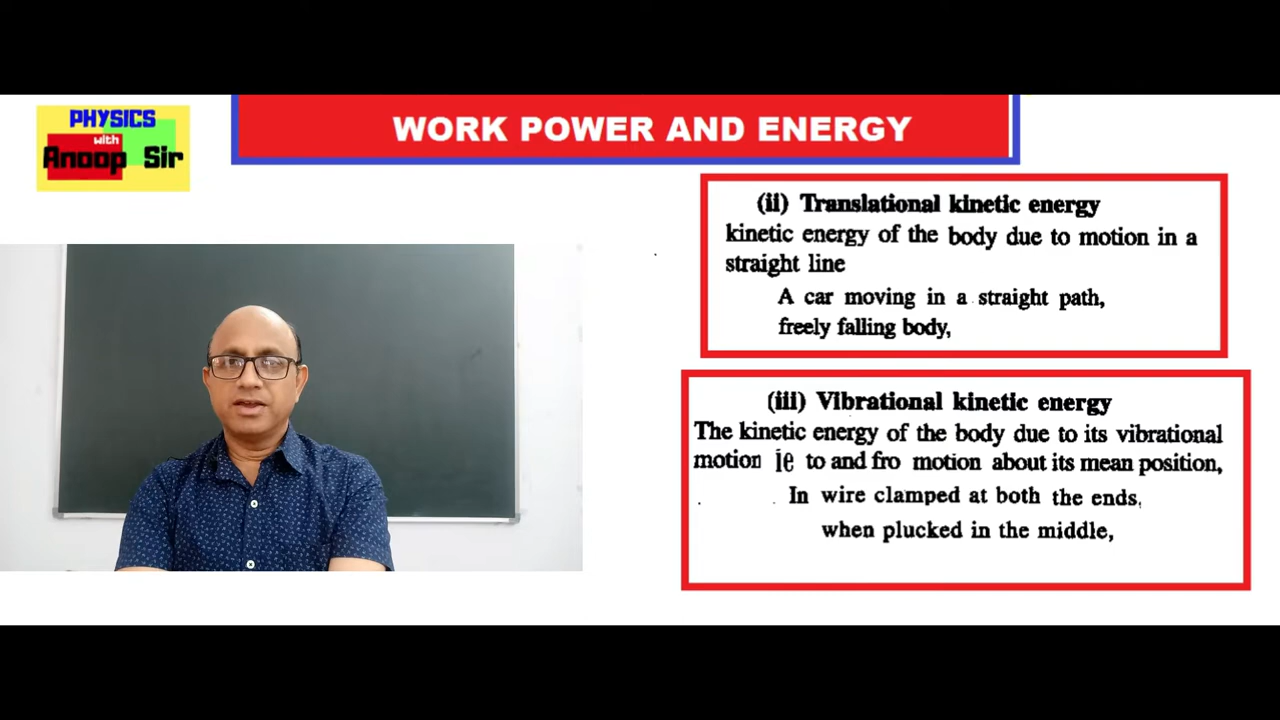 PHYSICS
with
Anoop Sir
WORK POWER AND ENERGY
(ii) Translational kinetic energy
kinetic energy of the body due to motion in a
straight line
A car moving in a straight path,
freely falling body,
(iii) Vibrational kinetic energy
The kinetic energy of the body due to its vibrational
motion ie to and fro motion about its mean position,
In wire clamped at both the ends,
when plucked in the middle,